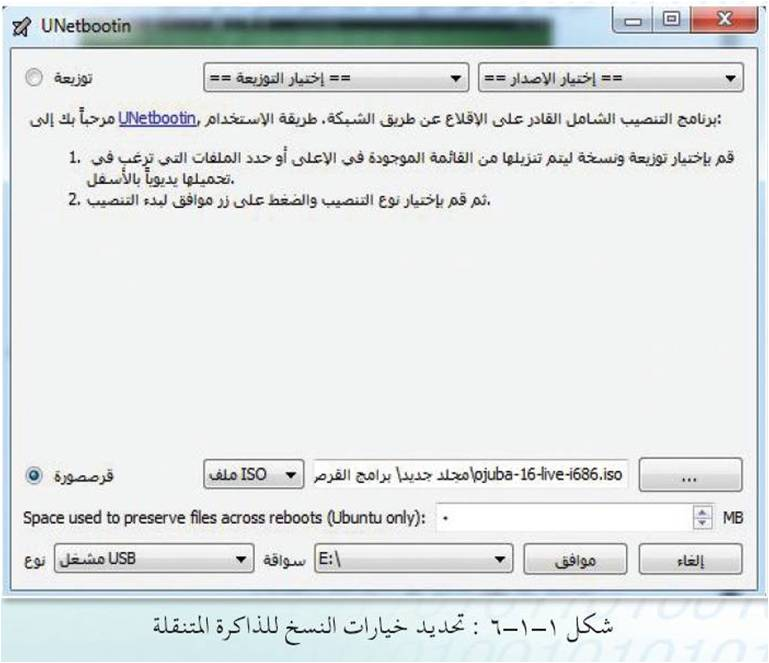 UNetbootin
توزيعة == إختيار التوزيعة == == إختيار الإصدار ==
مرحباً بك إلى UNetbootin, برنامج التنصيب الشامل القادر على الإقلاع عن طريق الشبكة. طريقة الإستخدام:
1. قم بإختيار توزيعة ونسخة ليتم تنزيلها من القائمة الموجودة في الإعلى أو حدد الملفات التي ترغب في
تحميلها يديوياً بالأسفل.
2. ثم قم بإختيار نوع التنصيب والضغط على زر موافق لبدء التنصيب.
قرصصورة ملف ISO برامج القرص \مجلد جديد\ojuba-16-live-i686.iso ...
Space used to preserve files across reboots (Ubuntu only): ٠ MB
نوع مشغل USB سواقة E:\ موافق إلغاء
شكل ١-١-٦ : تحديد خيارات النسخ للذاكرة المتنقلة